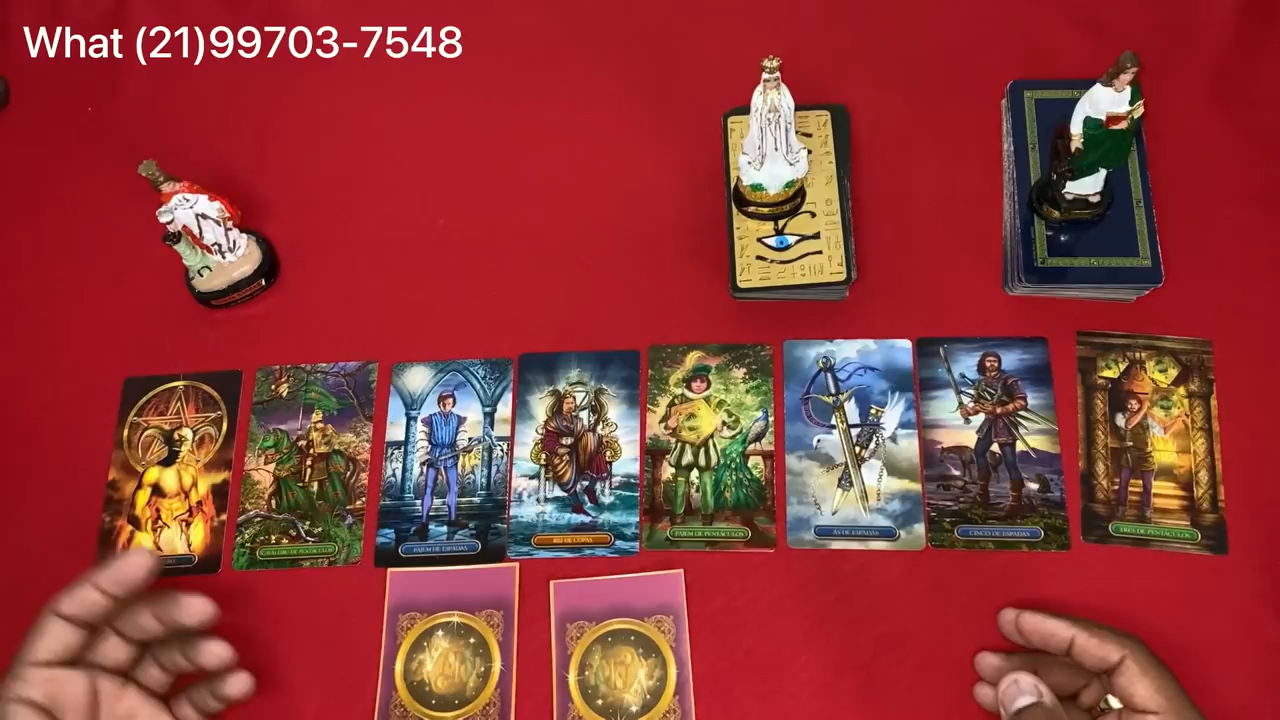 What (21)99703-7548
CAVALEIRO DE PENTÁCULOS
PAJEM DE ESPADAS
REI DE COPAS
PAJEM DE PENTÁCULOS
ÁS DE ESPADAS
CINCO DE ESPADAS
TRES DE PENTÁCULOS